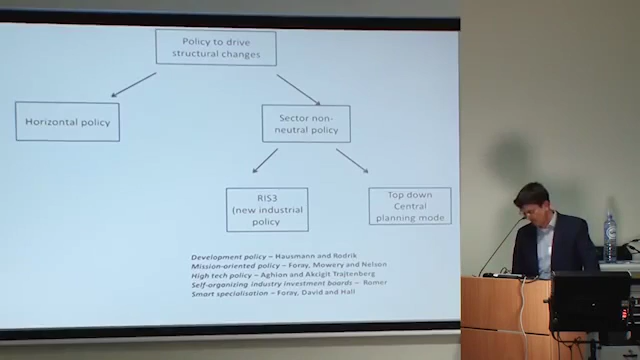 Policy to drive
structural changes
Horizontal policy
Sector non-
neutral policy
RIS3
(new industrial
policy
Top down
Central
planning mode
Development policy – Hausmann and Rodrik
Mission-oriented policy – Foray, Mowery and Nelson
High tech policy – Aghion and Akcigit Trajtenberg
Self-organizing industry investment boards – Romer
Smart specialisation – Foray, David and Hall